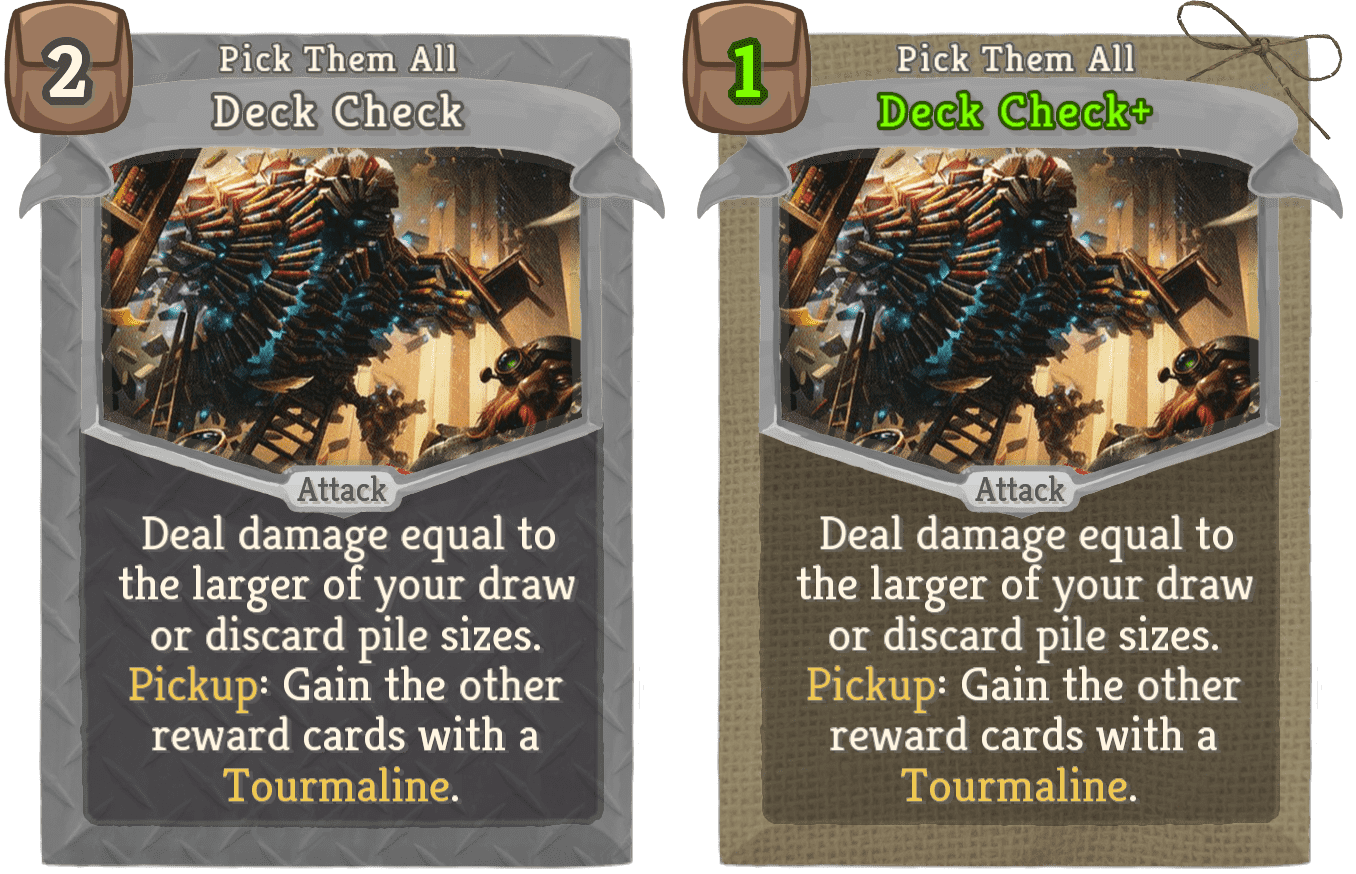 2
Pick Them All
Deck Check
Attack
Deal damage equal to
the larger of your draw
or discard pile sizes.
Pickup: Gain the other
reward cards with a
Tourmaline.
1
Pick Them All
Deck Check+
Attack
Deal damage equal to
the larger of your draw
or discard pile sizes.
Pickup: Gain the other
reward cards with a
Tourmaline.